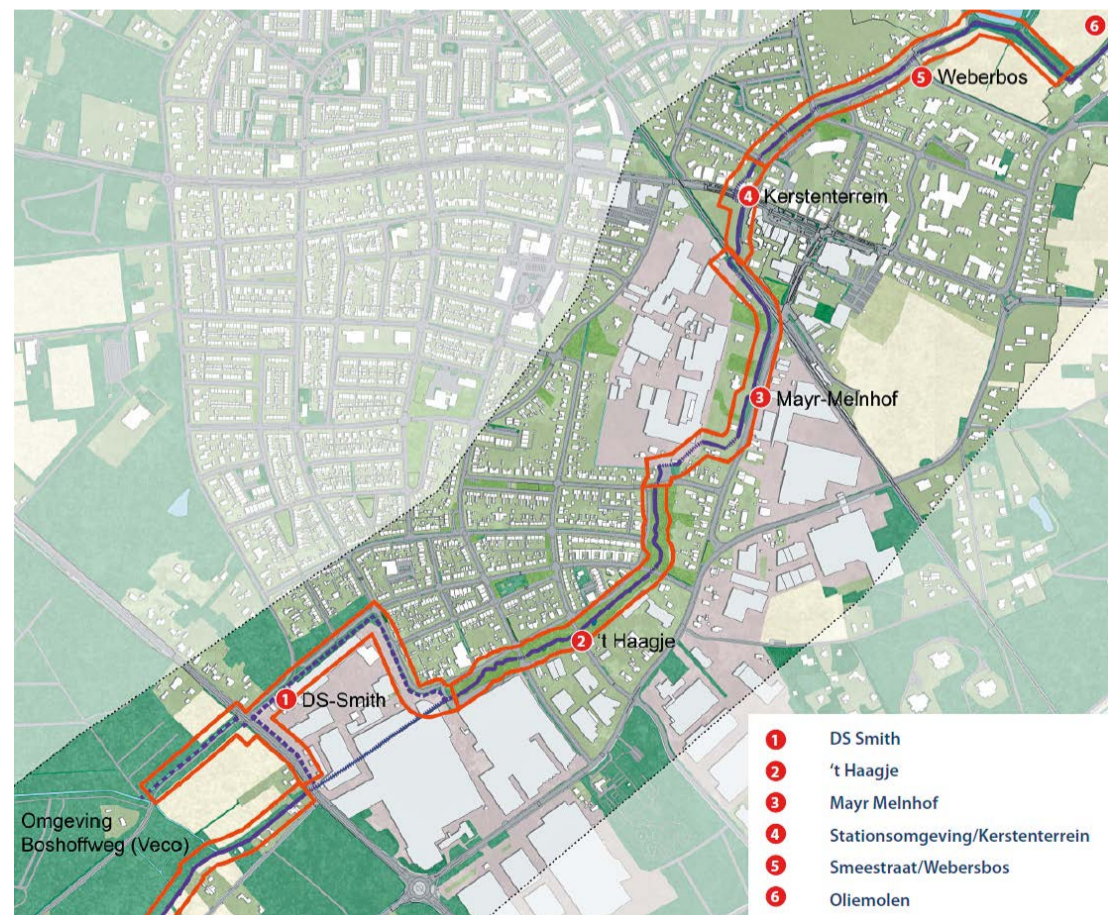 6
5 Weberbos
4 Kerstenterrein
3 Mayr-Melnhof
2 't Haagje
1 DS-Smith
Omgeving
Boshoffweg (Veco)
1 DS Smith
2 't Haagje
3 Mayr Melnhof
4 Stationsomgeving/Kerstenterrein
5 Smeestraat/Webersbos
6 Oliemolen